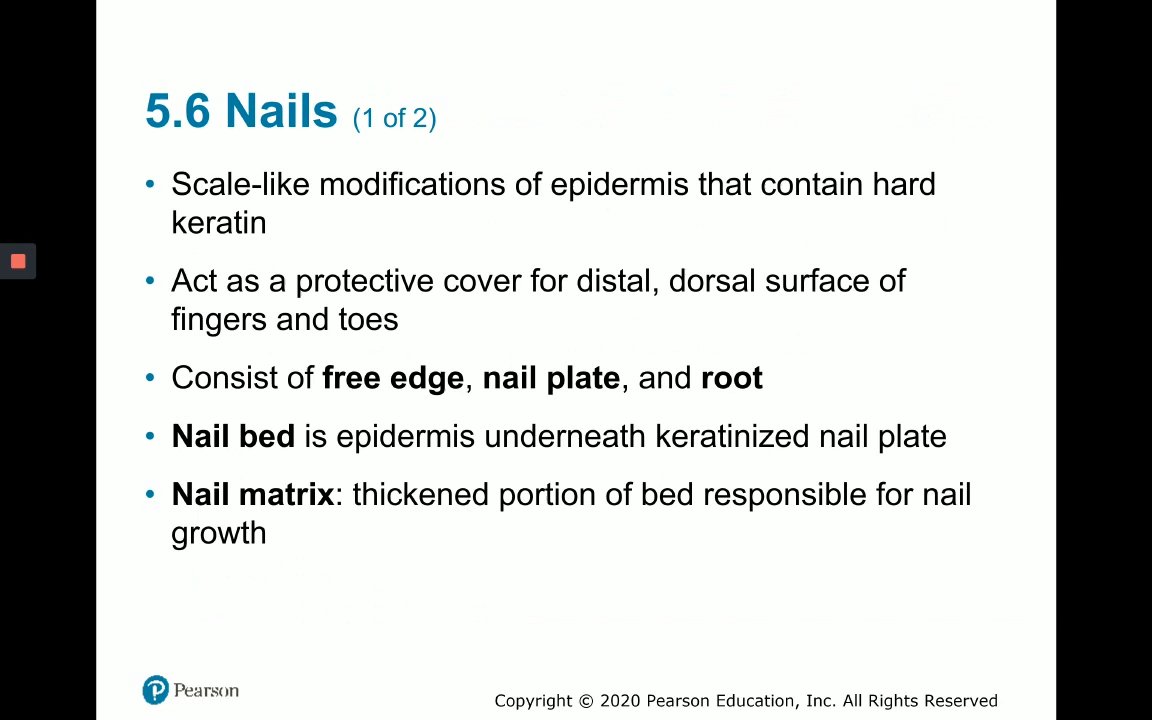 5.6 Nails (1 of 2)
• Scale-like modifications of epidermis that contain hard
keratin
• Act as a protective cover for distal, dorsal surface of
fingers and toes
• Consist of free edge, nail plate, and root
• Nail bed is epidermis underneath keratinized nail plate
• Nail matrix: thickened portion of bed responsible for nail
growth
Pearson
Copyright © 2020 Pearson Education, Inc. All Rights Reserved